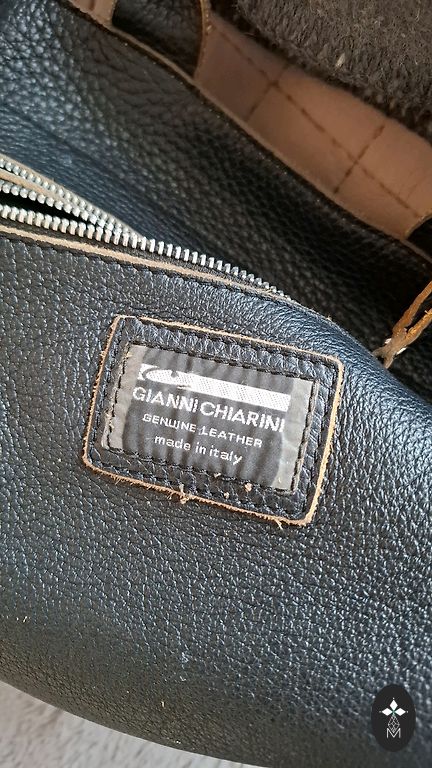 GIANNI CHIARINI
GENUINE LEATHER
made in italy